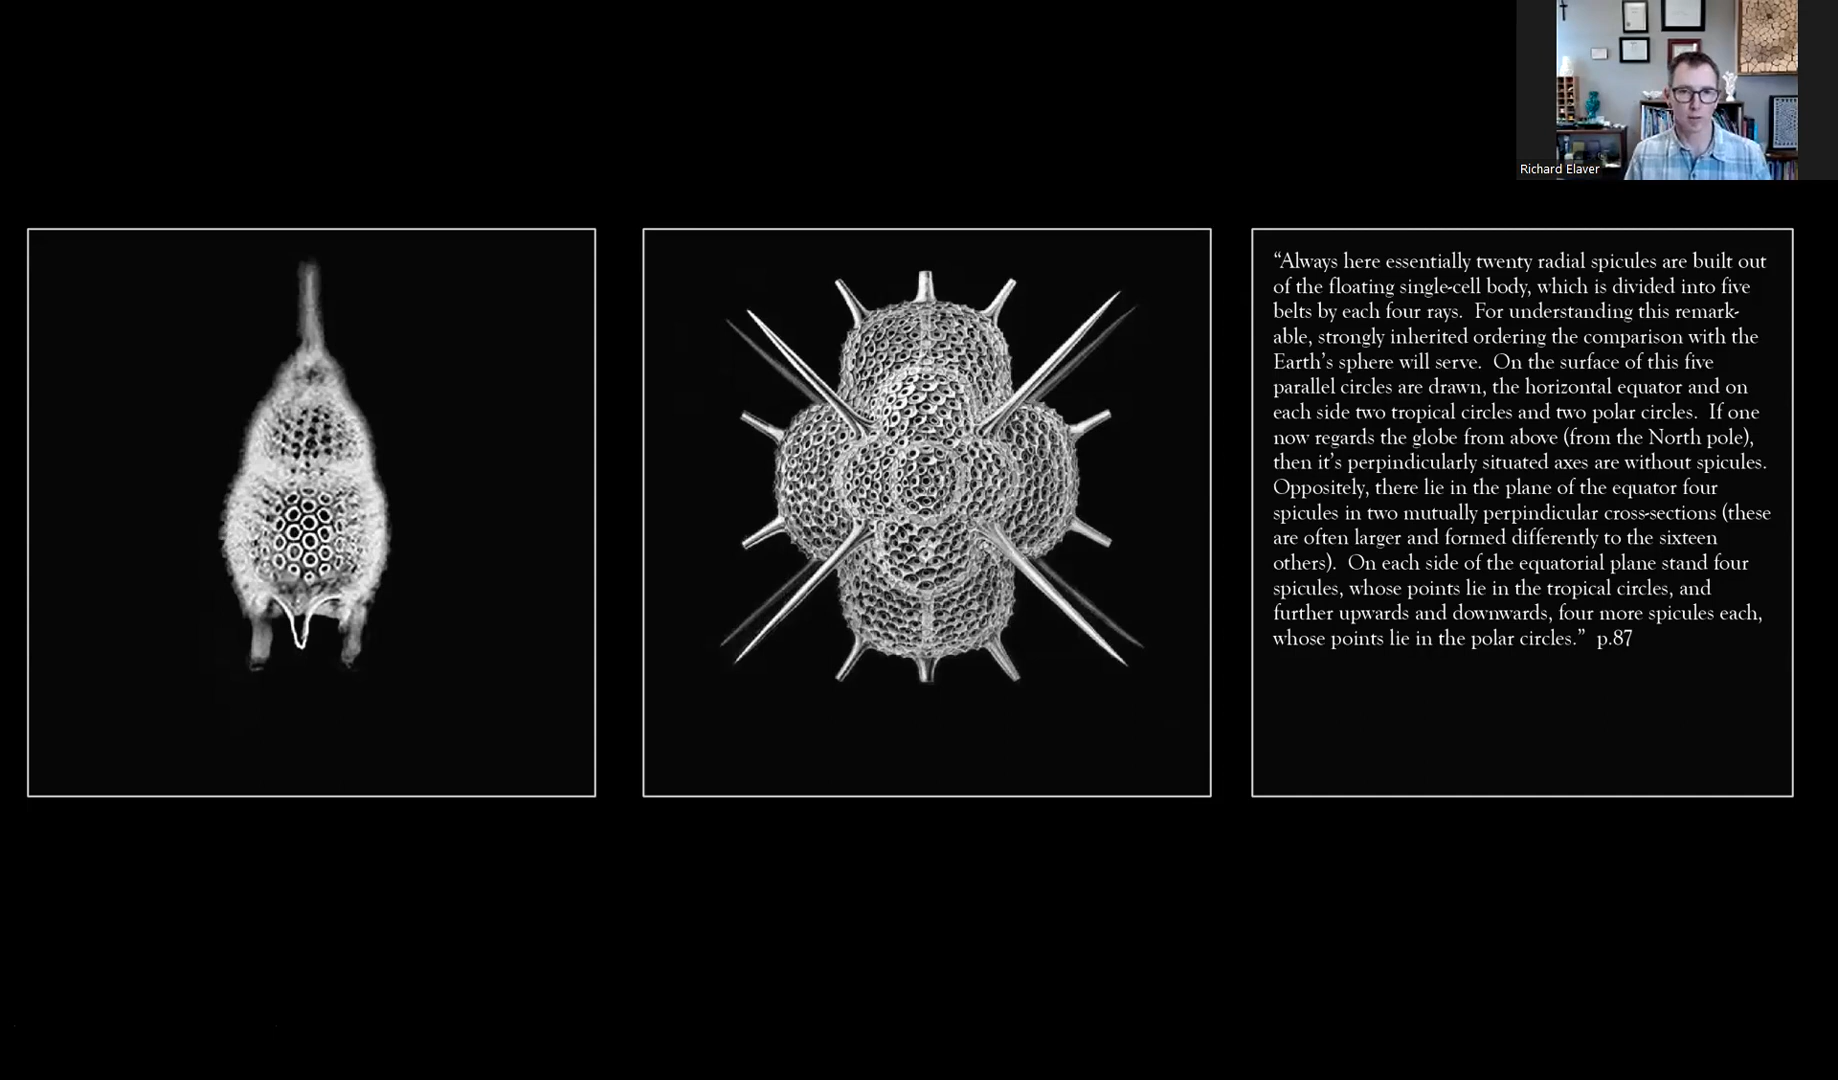 Richard Elaver
“Always here essentially twenty radial spicules are built out
of the floating single-cell body, which is divided into five
belts by each four rays.  For understanding this remark-
able, strongly inherited ordering the comparison with the
Earth’s sphere will serve.  On the surface of this five
parallel circles are drawn, the horizontal equator and on
each side two tropical circles and two polar circles.  If one
now regards the globe from above (from the North pole),
then it’s perpindicularly situated axes are without spicules.
Oppositely, there lie in the plane of the equator four
spicules in two mutually perpindicular cross-sections (these
are often larger and formed differently to the sixteen
others).  On each side of the equatorial plane stand four
spicules, whose points lie in the tropical circles, and
further upwards and downwards, four more spicules each,
whose points lie in the polar circles.”  p.87